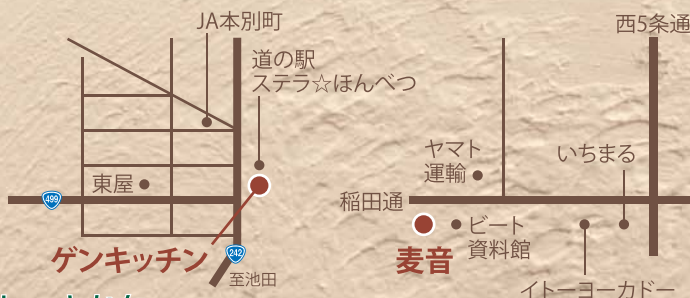 JA本別町
道の駅
ステラ☆ほんべつ
東屋
499
ゲンキッチン
242
至池田
西5条通
ヤマト
運輸
いちまる
稲田通
麦音
ビート
資料館
イトーヨーカドー